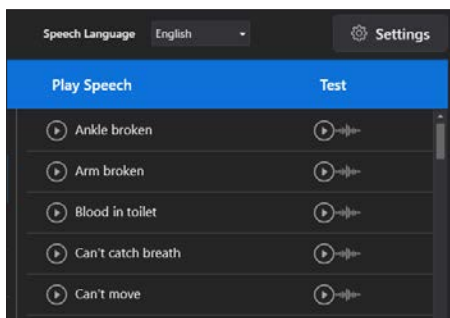 Speech Language English Settings
Play Speech Test
Ankle broken
Arm broken
Blood in toilet
Can't catch breath
Can't move